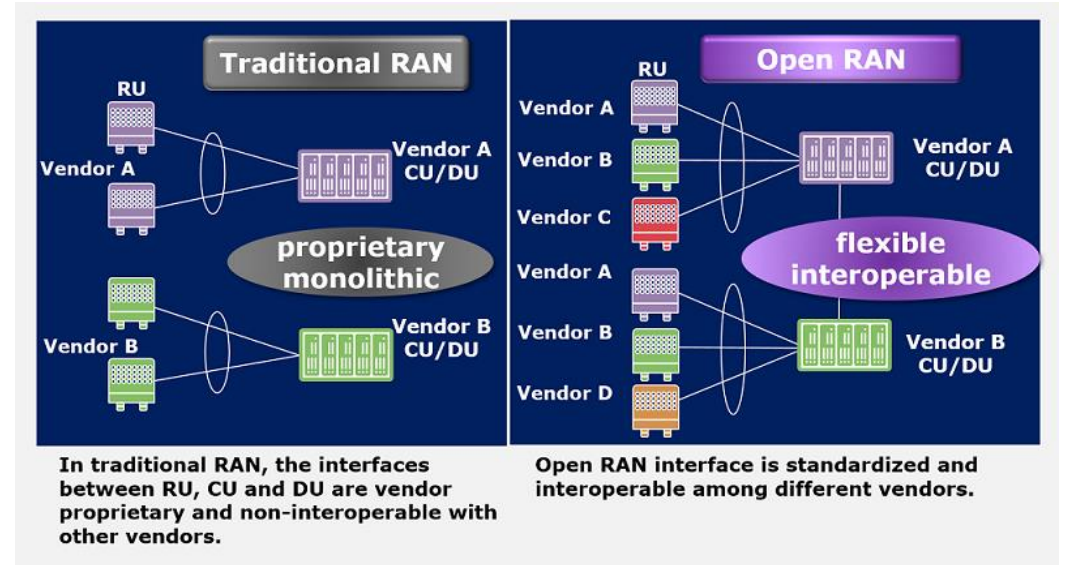 Traditional RAN
RU
Vendor A
Vendor A
CU/DU
proprietary
monolithic
Vendor B
Vendor B
CU/DU
In traditional RAN, the interfaces
between RU, CU and DU are vendor
proprietary and non-interoperable with
other vendors.
Open RAN
RU
Vendor A
Vendor B
Vendor C
Vendor A
CU/DU
flexible
interoperable
Vendor A
Vendor B
Vendor D
Vendor B
CU/DU
Open RAN interface is standardized and
interoperable among different vendors.